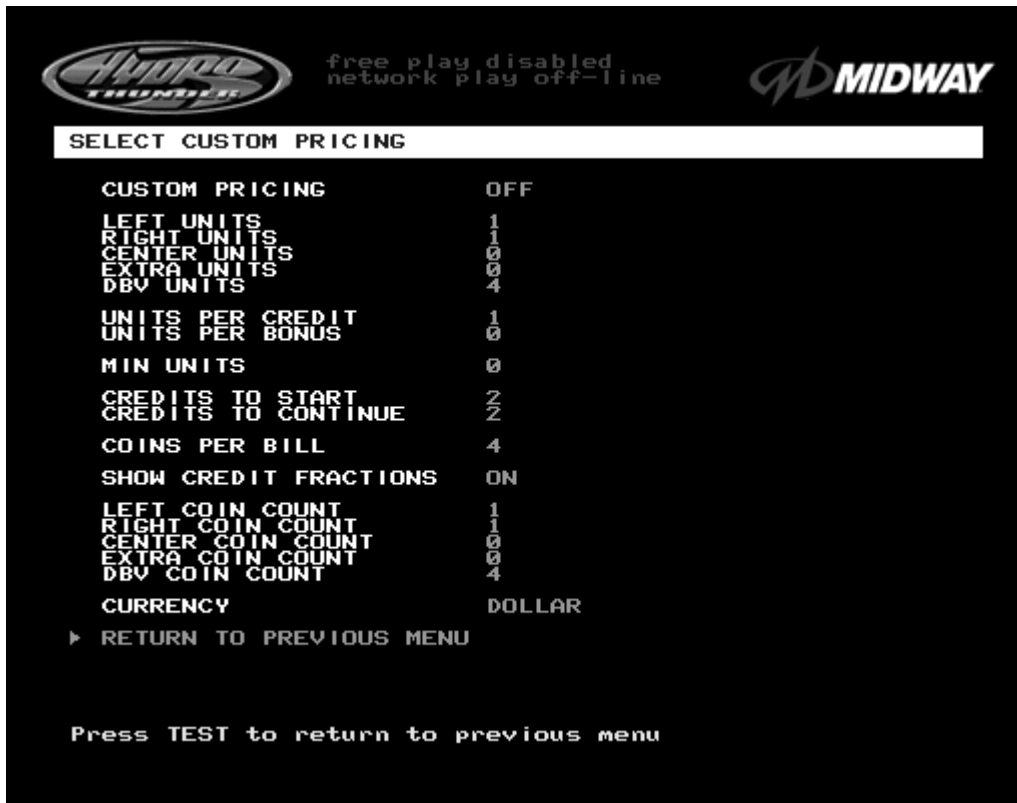 HYDRO
THUNDER
free play disabled
network play off-line
MIDWAY
SELECT CUSTOM PRICING
CUSTOM PRICING OFF
LEFT UNITS 1
RIGHT UNITS 1
CENTER UNITS 0
EXTRA UNITS 0
DBV UNITS 4
UNITS PER CREDIT 1
UNITS PER BONUS 0
MIN UNITS 0
CREDITS TO START 2
CREDITS TO CONTINUE 2
COINS PER BILL 4
SHOW CREDIT FRACTIONS ON
LEFT COIN COUNT 1
RIGHT COIN COUNT 1
CENTER COIN COUNT 0
EXTRA COIN COUNT 0
DBV COIN COUNT 4
CURRENCY DOLLAR
RETURN TO PREVIOUS MENU
Press TEST to return to previous menu